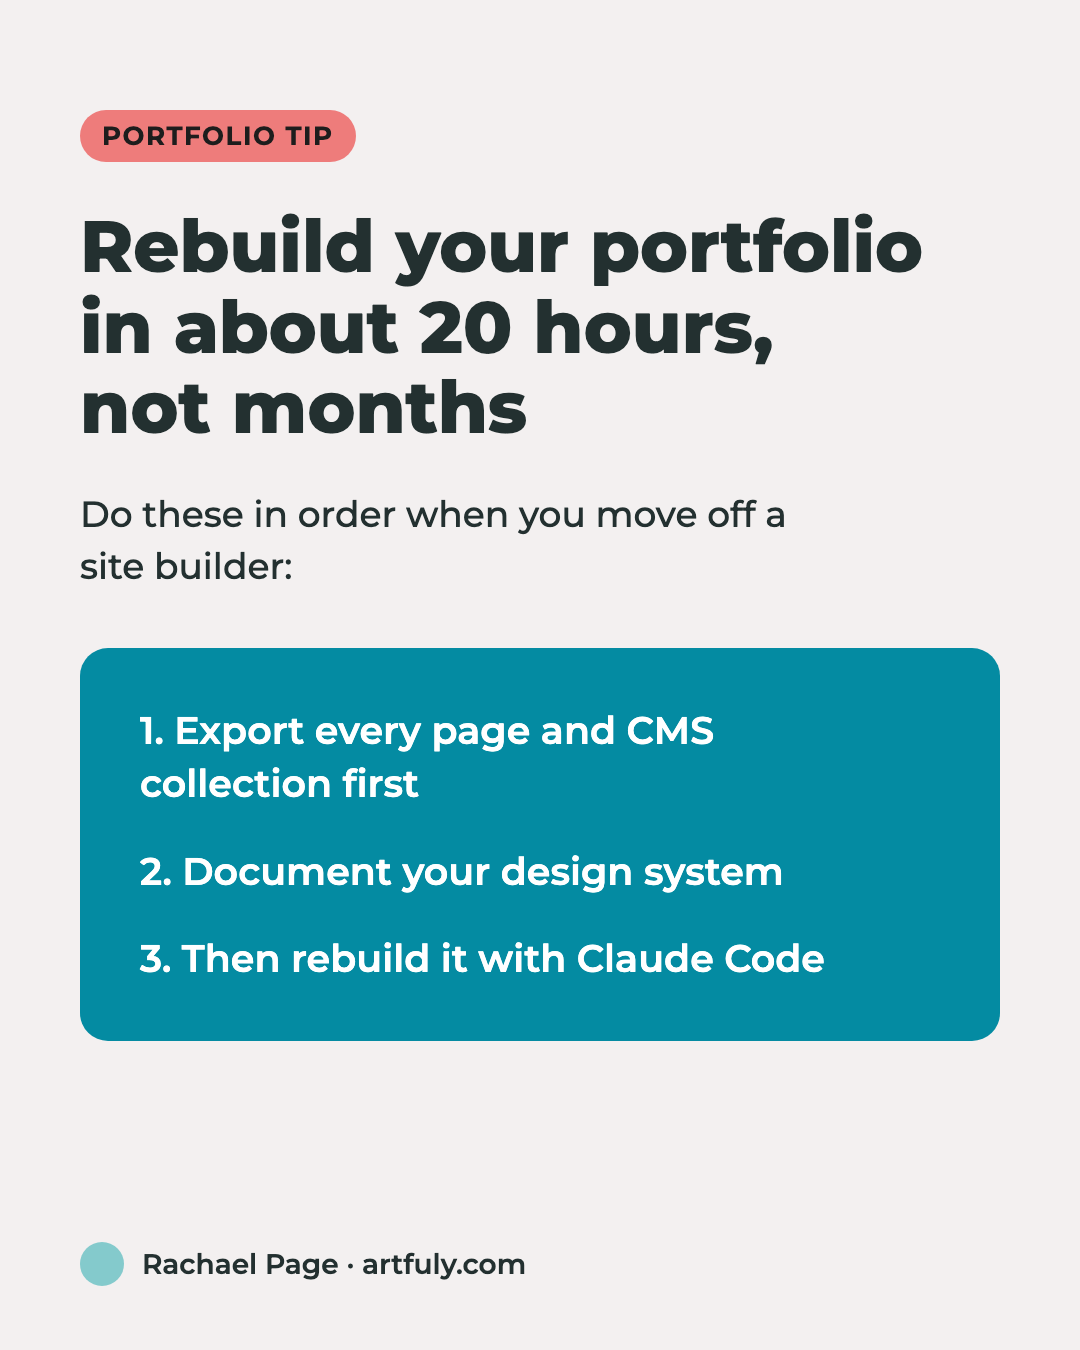 PORTFOLIO TIP
Rebuild your portfolio
in about 20 hours,
not months
Do these in order when you move off a
site builder:
1. Export every page and CMS
collection first
2. Document your design system
3. Then rebuild it with Claude Code
Rachael Page · artfuly.com